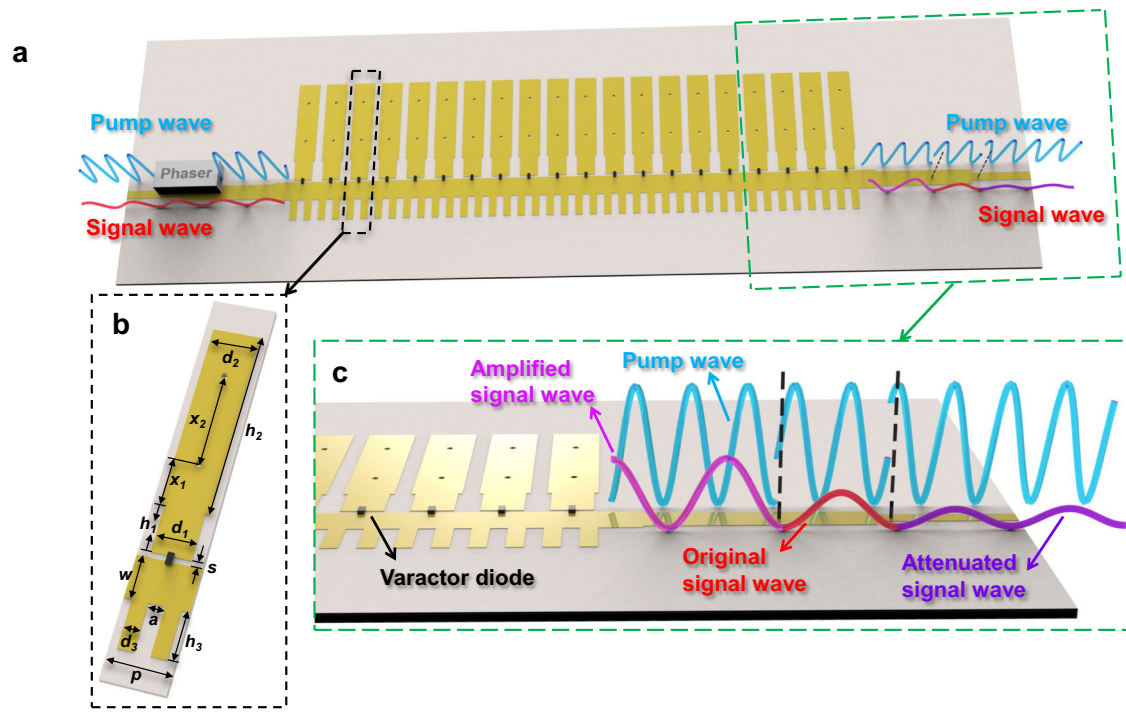 a
Pump wave
Phaser
Signal wave
Pump wave
Signal wave
b
d2
x2
h2
x1
h1
d1
s
w
a
d3
h3
p
c
Amplified
signal wave
Pump wave
Varactor diode
Original
signal wave
Attenuated
signal wave